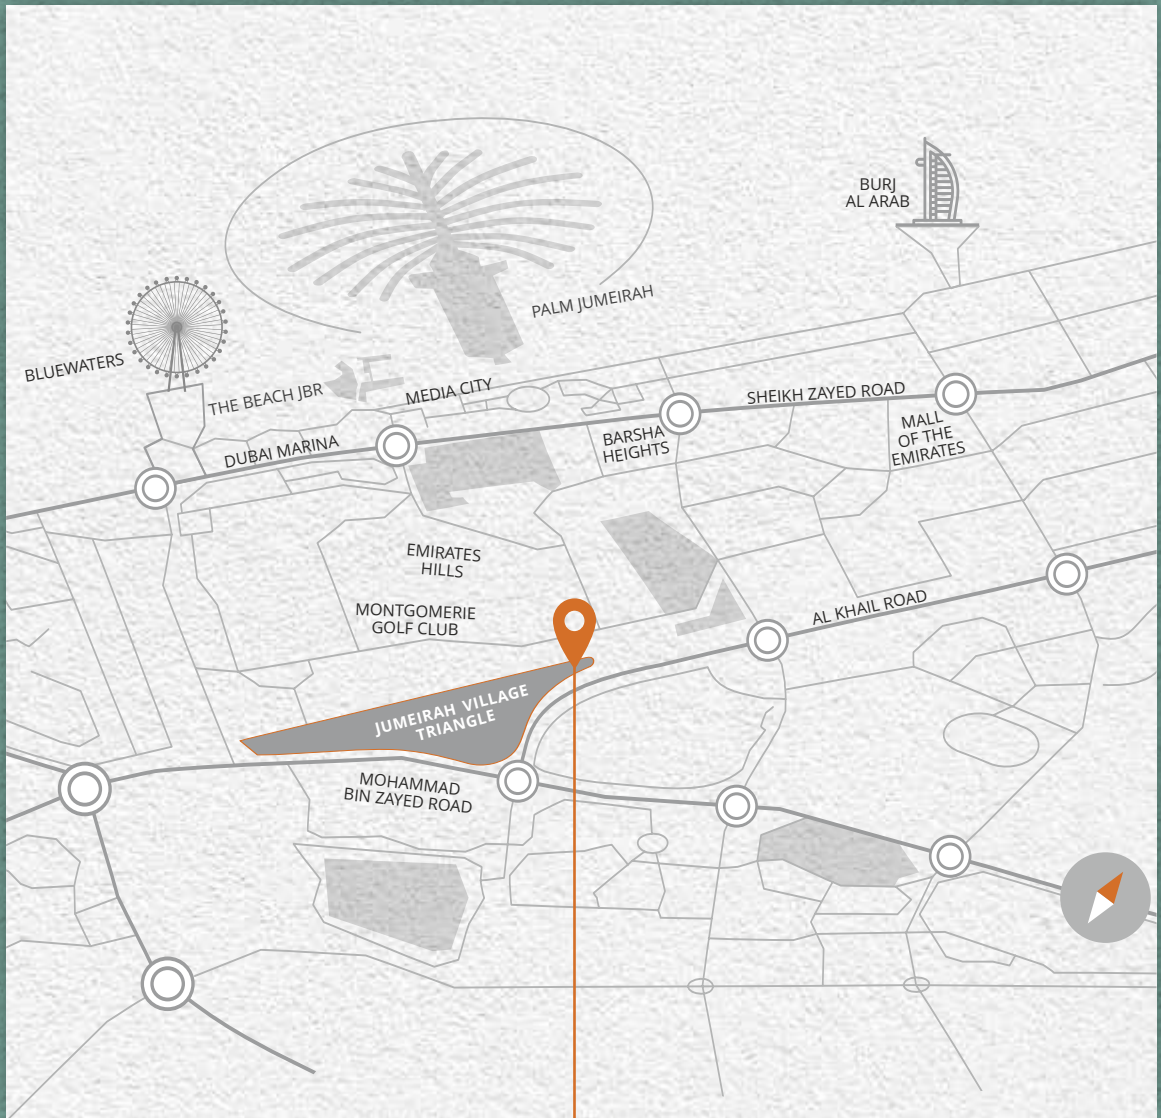 BURJ
AL ARAB
PALM JUMEIRAH
BLUEWATERS
THE BEACH JBR
MEDIA CITY
SHEIKH ZAYED ROAD
DUBAI MARINA
BARSHA
HEIGHTS
MALL
OF THE
EMIRATES
EMIRATES
HILLS
MONTGOMERIE
GOLF CLUB
AL KHAIL ROAD
JUMEIRAH VILLAGE
TRIANGLE
MOHAMMAD
BIN ZAYED ROAD